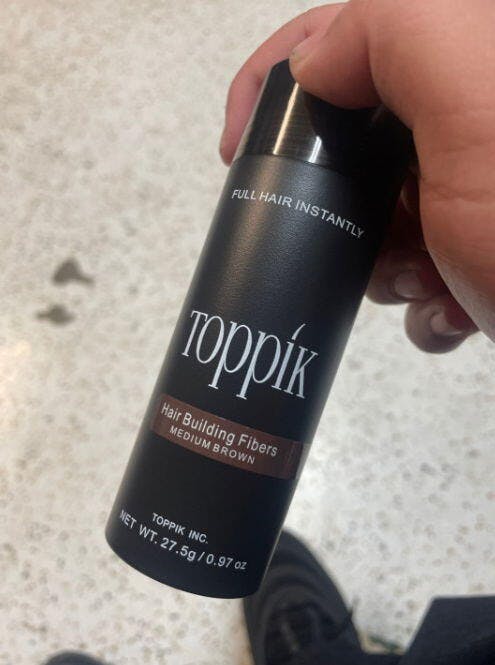 FULL HAIR INSTANTLY
TOPPIK
Hair Building Fibers
MEDIUM BROWN
TOPPIK INC.
NET WT. 27.5g / 0.97 oz